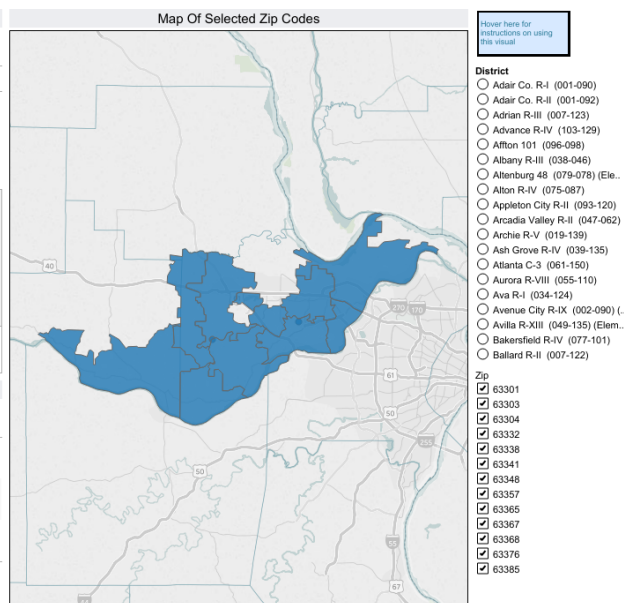 Map Of Selected Zip Codes
Hover here for
instructions on using
this visual
District
Adair Co. R-I (001-090)
Adair Co. R-II (001-092)
Adrian R-III (007-123)
Advance R-IV (103-129)
Affton 101 (096-098)
Albany R-III (038-046)
Altenburg 48 (079-078) (Ele..
Alton R-IV (075-087)
Appleton City R-II (093-120)
Arcadia Valley R-II (047-062)
Archie R-V (019-139)
Ash Grove R-IV (039-135)
Atlanta C-3 (061-150)
Aurora R-VIII (055-110)
Ava R-I (034-124)
Avenue City R-IX (002-090) (..
Avilla R-XIII (049-135) (Elem..
Bakersfield R-IV (077-101)
Ballard R-II (007-122)
Zip
63301
63303
63304
63332
63338
63341
63348
63357
63365
63367
63368
63376
63385
40
270
170
61
50
255
50
55
67
44